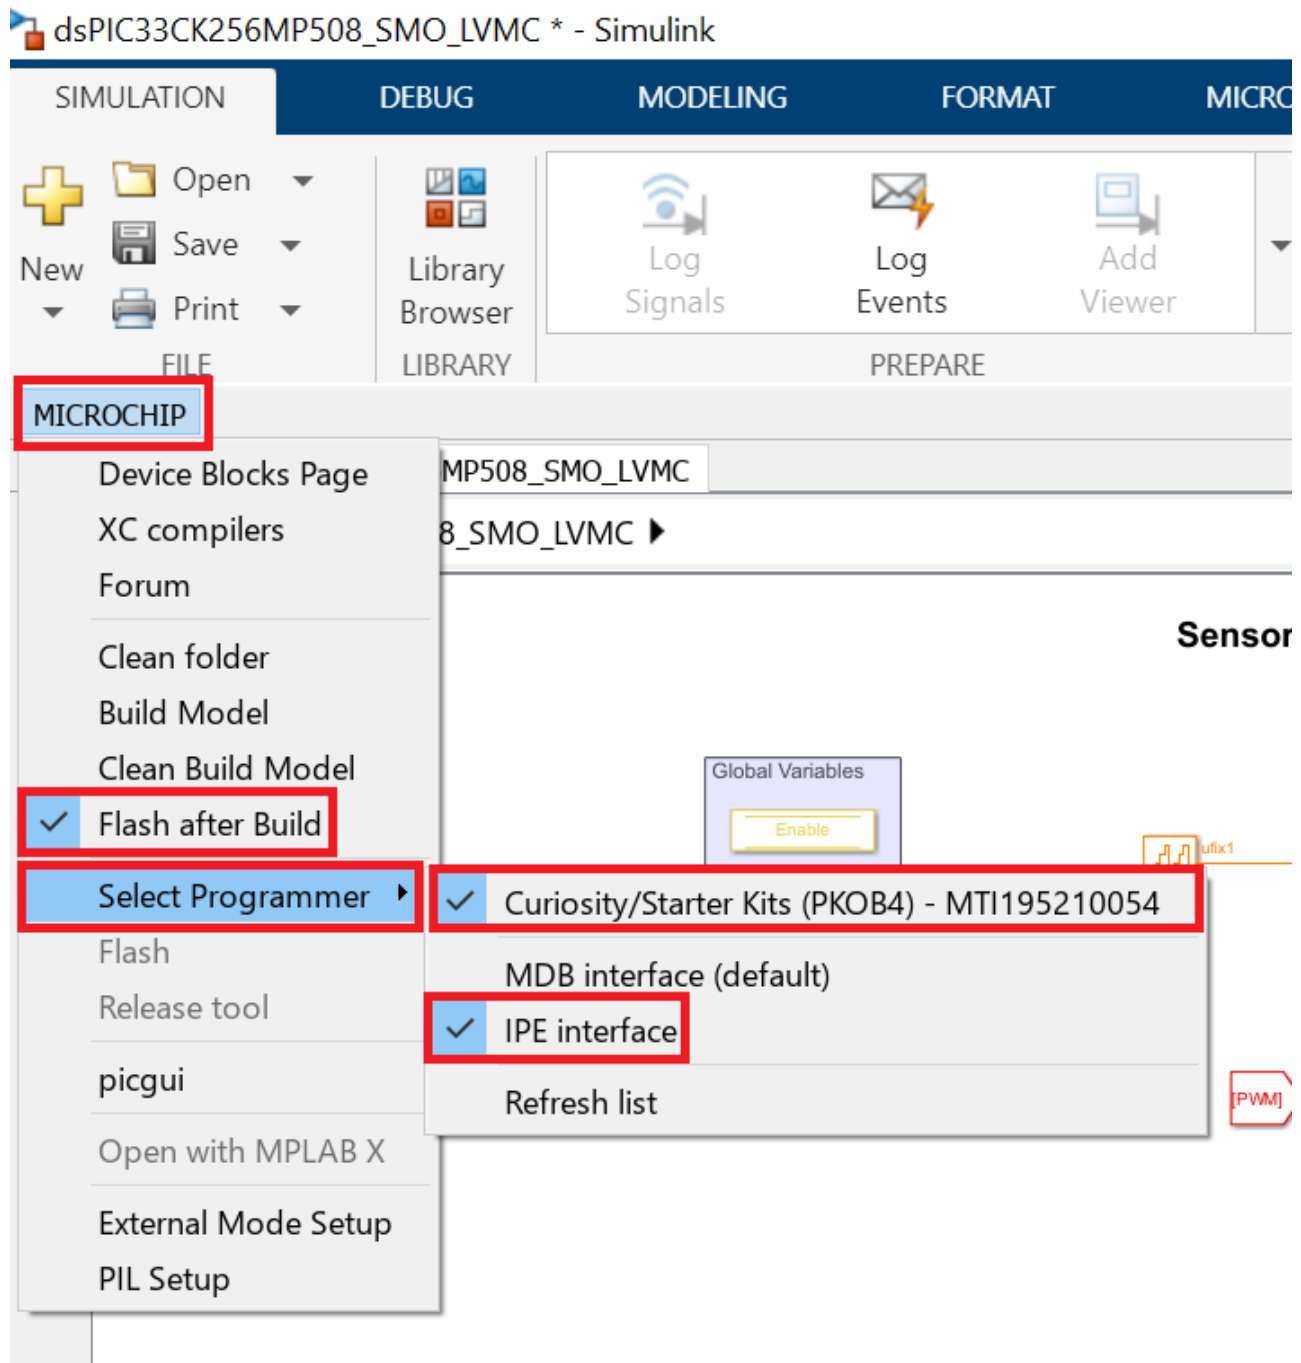 dsPIC33CK256MP508_SMO_LVMC * - Simulink
SIMULATION DEBUG MODELING FORMAT MICRO
Open
Save
New
Print
Library
Browser
Log
Signals
Log
Events
Add
Viewer
FILE LIBRARY PREPARE
MICROCHIP
Device Blocks Page
XC compilers
Forum
Clean folder
Build Model
Clean Build Model
Flash after Build
Select Programmer
Flash
Release tool
picgui
Open with MPLAB X
External Mode Setup
PIL Setup
MP508_SMO_LVMC
8_SMO_LVMC
Sensor
Global Variables
Enable
ufix1
Curiosity/Starter Kits (PKOB4) - MTI195210054
MDB interface (default)
IPE interface
Refresh list
[PWM]